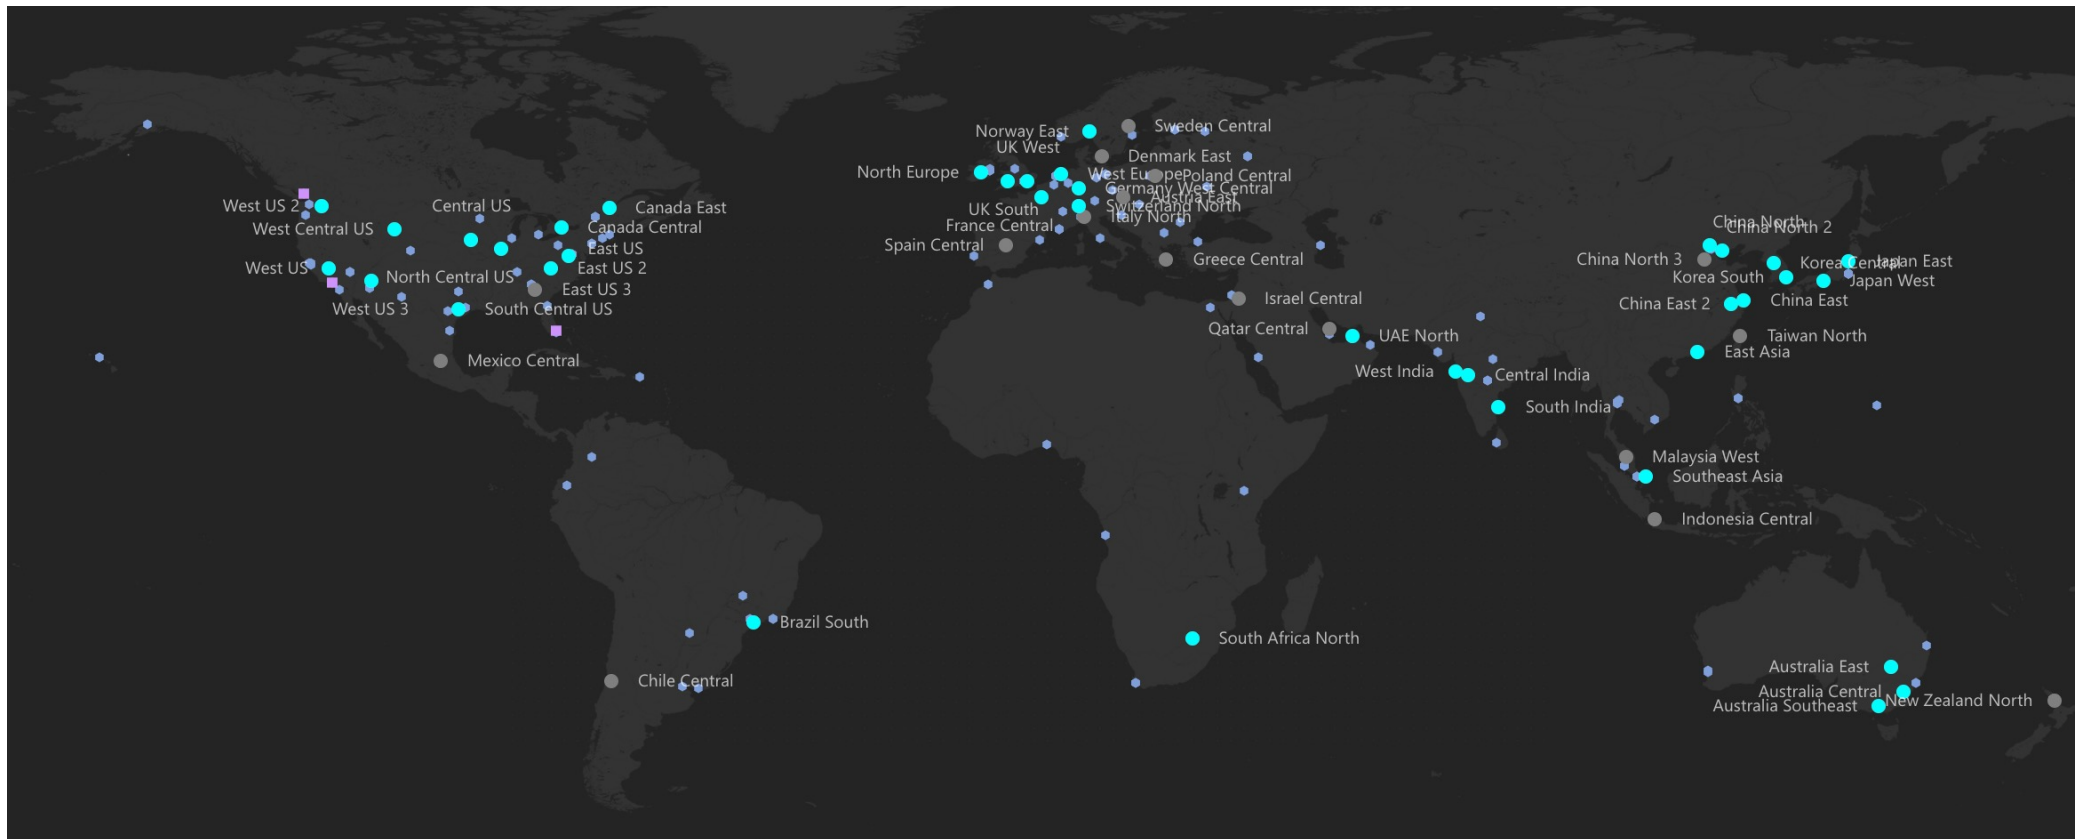 Sweden Central
Norway East
UK West
Denmark East
North Europe
West Europe
Poland Central
Germany West Central
Austria East
Switzerland North
UK South
Italy North
France Central
Spain Central
Greece Central
West US 2
Central US
Canada East
West Central US
Canada Central
East US
West US
East US 2
North Central US
East US 3
West US 3
South Central US
Mexico Central
China North
China North 2
China North 3
Korea Central
Japan East
Korea South
Japan West
Israel Central
China East
China East 2
Qatar Central
UAE North
Taiwan North
East Asia
West India
Central India
South India
Malaysia West
Southeast Asia
Indonesia Central
Brazil South
South Africa North
Chile Central
Australia East
Australia Central
New Zealand North
Australia Southeast